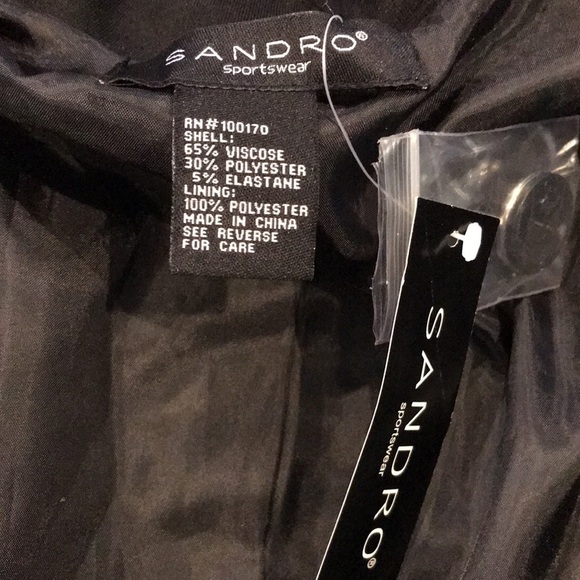 SANDRO®
sportswear
RN#100170
SHELL:
65% VISCOSE
30% POLYESTER
5% ELASTANE
LINING:
100% POLYESTER
MADE IN CHINA
SEE REVERSE
FOR CARE
SANDRO®
sportswear